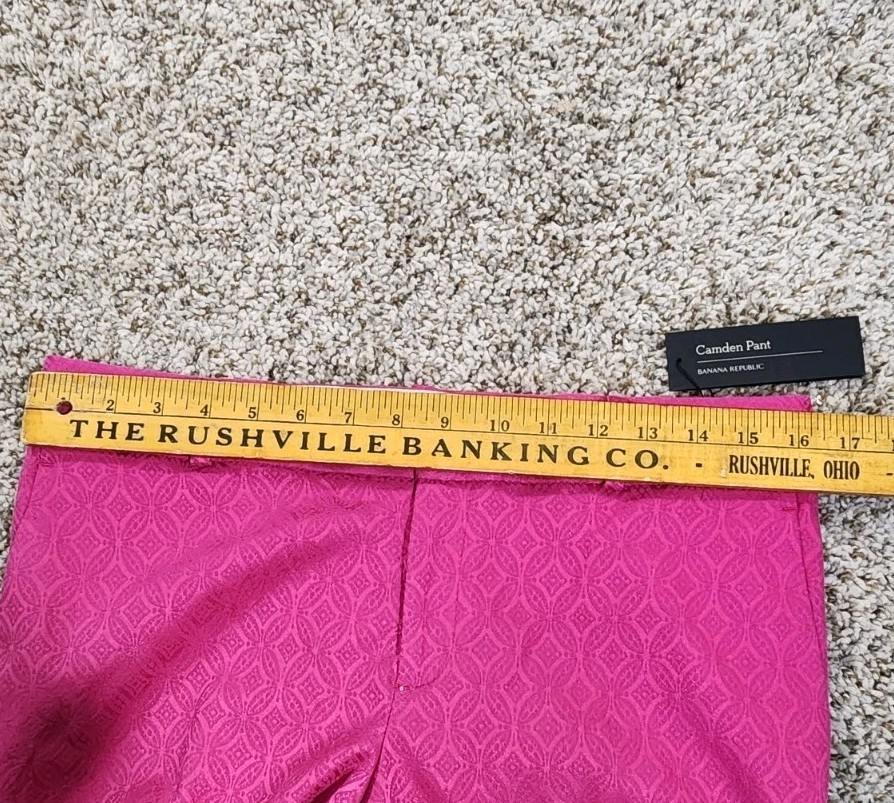 Camden Pant
BANANA REPUBLIC
2 3 4 5 6 7 8 9 10 11 12 13 14 15 16 17
THE RUSHVILLE BANKING CO. - RUSHVILLE, OHIO -